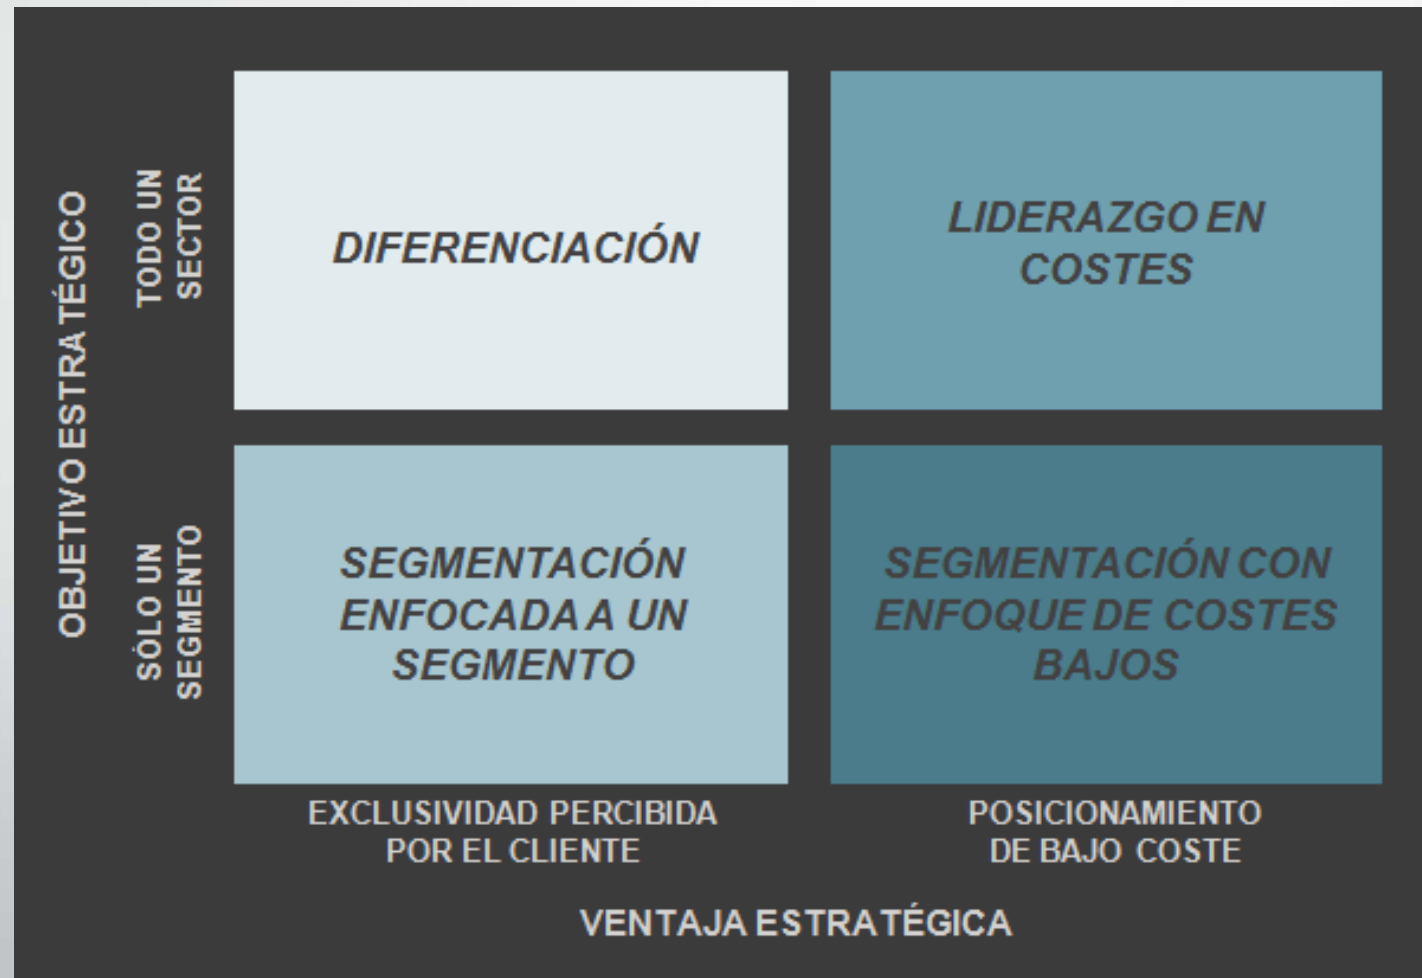 OBJETIVO ESTRATÉGICO
TODO UN
SECTOR
DIFERENCIACIÓN
LIDERAZGO EN
COSTES
SÓLO UN
SEGMENTO
SEGMENTACIÓN
ENFOCADA A UN
SEGMENTO
SEGMENTACIÓN CON
ENFOQUE DE COSTES
BAJOS
EXCLUSIVIDAD PERCIBIDA
POR EL CLIENTE
POSICIONAMIENTO
DE BAJO COSTE
VENTAJA ESTRATÉGICA